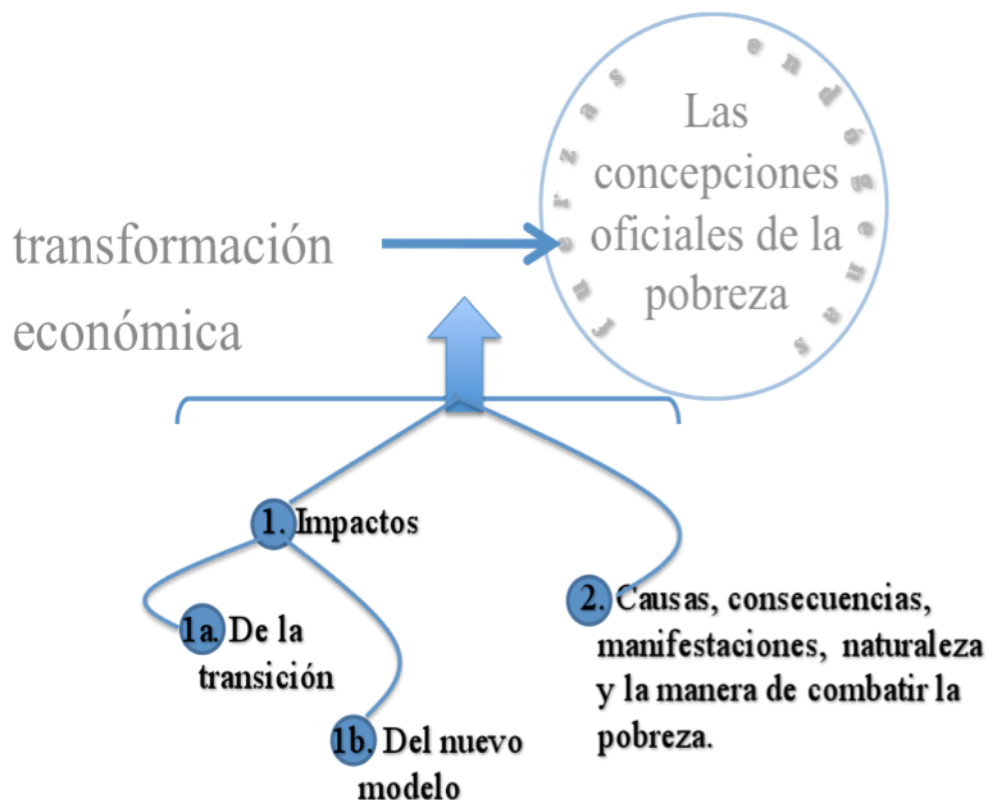 fuerzas endógenas
Las
concepciones
oficiales de la
pobreza
transformación
económica
1. Impactos
1a. De la
transición
1b. Del nuevo
modelo
2. Causas, consecuencias,
manifestaciones, naturaleza
y la manera de combatir la
pobreza.